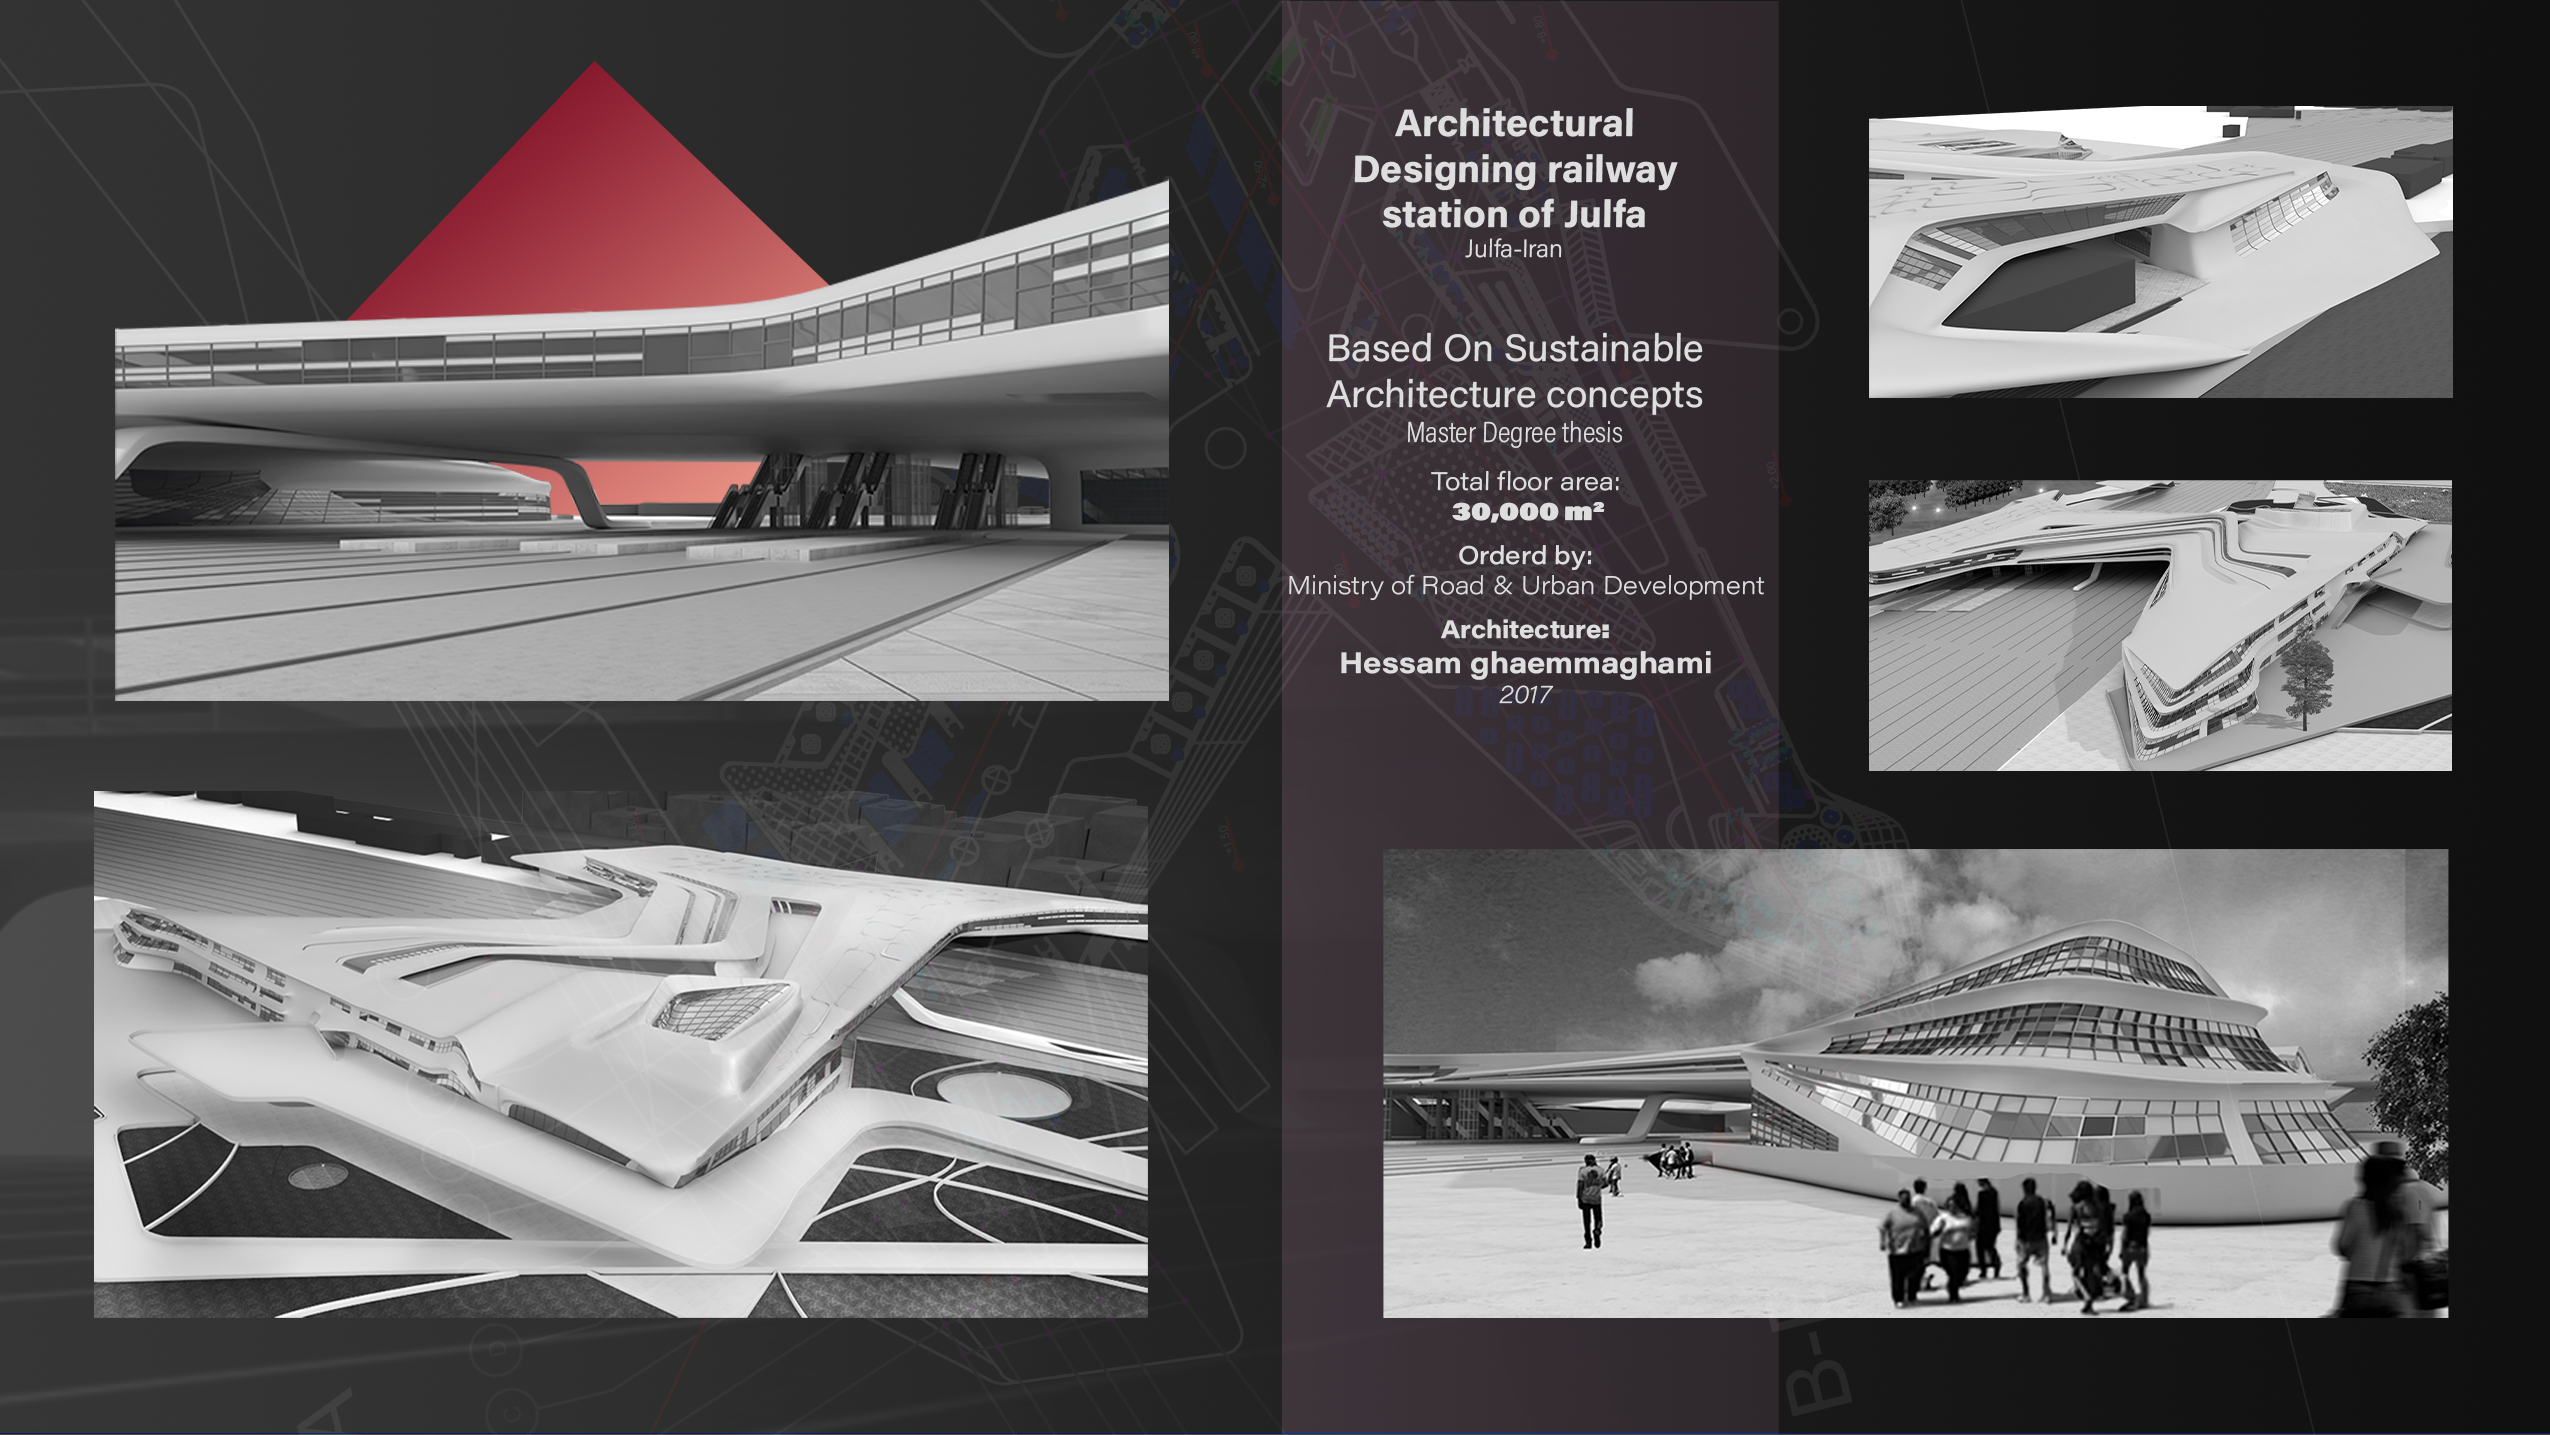 Architectural
Designing railway
station of Julfa
Julfa-Iran
Based On Sustainable
Architecture concepts
Master Degree thesis
Total floor area:
30,000 m²
Orderd by:
Ministry of Road & Urban Development
Architecture:
Hessam ghaemmaghami
2017
B-
A
D
C